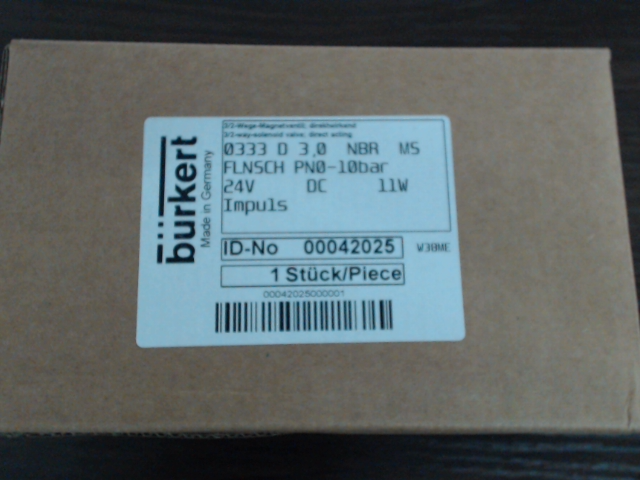 bürkert
Made in Germany
3/2-Wege-Magnetventil, direktwirkend
3/2-way-solenoid valve, direct acting
0333 D 3,0 NBR MS
FLNSCH PN0-10bar
24V DC 11W
Impuls
ID-No 00042025
W38ME
1 Stück/Piece
00042025000001